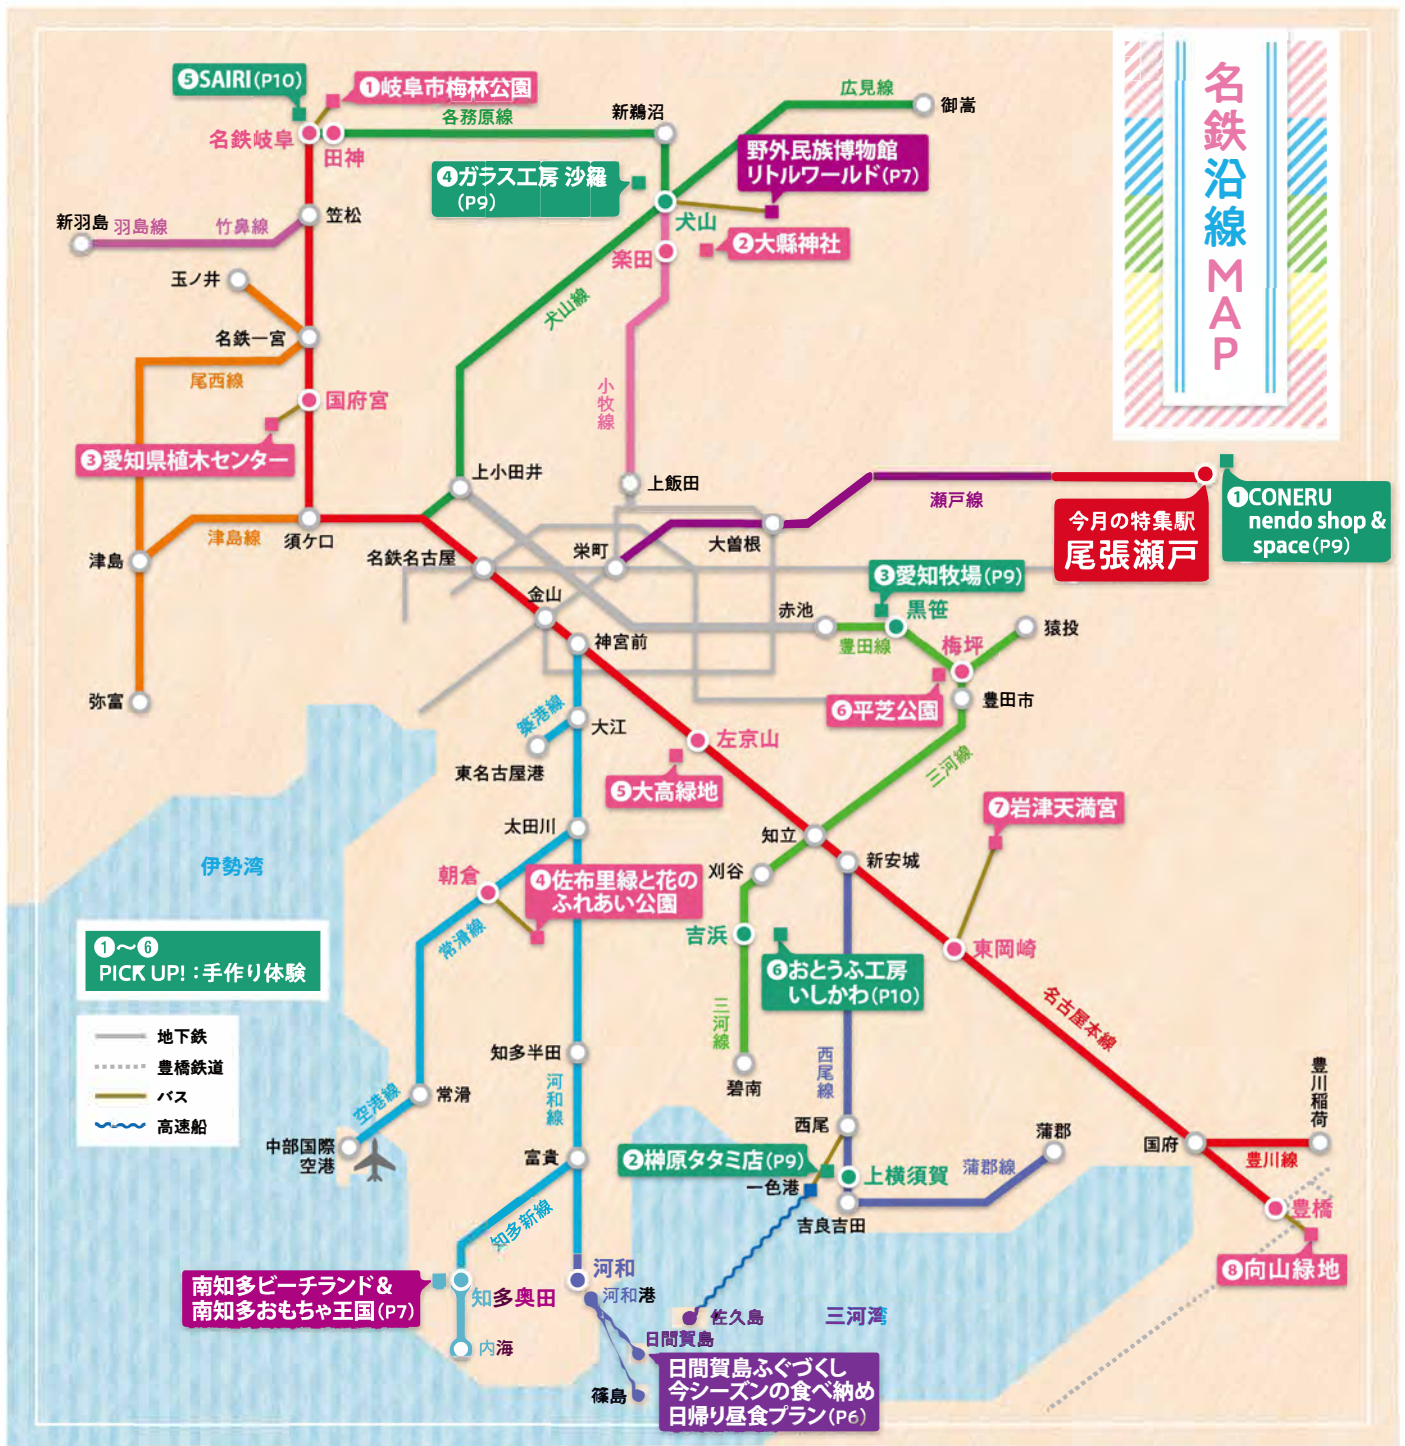 名鉄沿線MAP
❺SAIRI(P10)
❶岐阜市梅林公園
名鉄岐阜
田神
各務原線
新鵜沼
広見線
御嵩
❹ガラス工房 沙羅
(P9)
野外民族博物館
リトルワールド(P7)
犬山
楽田
❷大縣神社
新羽島
羽島線
竹鼻線
笠松
玉ノ井
名鉄一宮
尾西線
国府宮
❸愛知県植木センター
犬山線
小牧線
上小田井
上飯田
瀬戸線
今月の特集駅
尾張瀬戸
❶CONERU
nendo shop &
space(P9)
津島
津島線
須ケ口
名鉄名古屋
栄町
大曽根
金山
神宮前
❸愛知牧場(P9)
赤池
黒笹
豊田線
梅坪
猿投
❻平芝公園
豊田市
弥富
築港線
大江
東名古屋港
左京山
❺大高緑地
三河線
太田川
知立
新安城
❼岩津天満宮
伊勢湾
朝倉
❹佐布里緑と花の
ふれあい公園
常滑線
刈谷
吉浜
❻おとうふ工房
いしかわ(P10)
東岡崎
名古屋本線
❶〜❻
PICK UP!：手作り体験
地下鉄
豊橋鉄道
バス
高速船
三河線
碧南
西尾線
知多半田
河和線
空港線
常滑
中部国際
空港
富貴
知多新線
西尾
❷榊原タタミ店(P9)
上横須賀
一色港
吉良吉田
蒲郡線
蒲郡
国府
豊川線
豊川稲荷
豊橋
❽向山緑地
南知多ビーチランド&
南知多おもちゃ王国(P7)
知多奥田
内海
河和
河和港
佐久島
三河湾
日間賀島
篠島
日間賀島ふぐづくし
今シーズンの食べ納め
日帰り昼食プラン(P6)